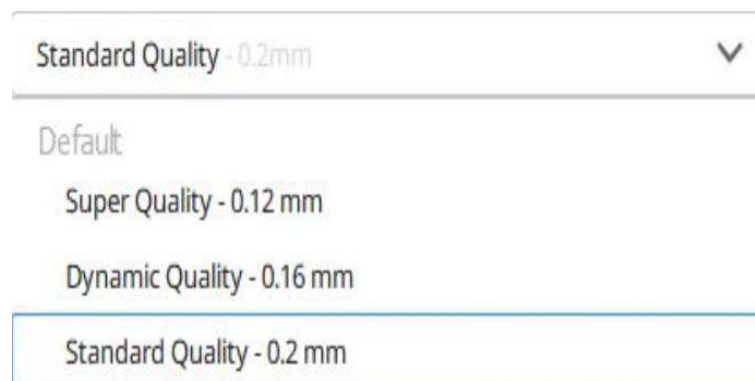 Standard Quality - 0.2mm
Default
Super Quality - 0.12 mm
Dynamic Quality - 0.16 mm
Standard Quality - 0.2 mm